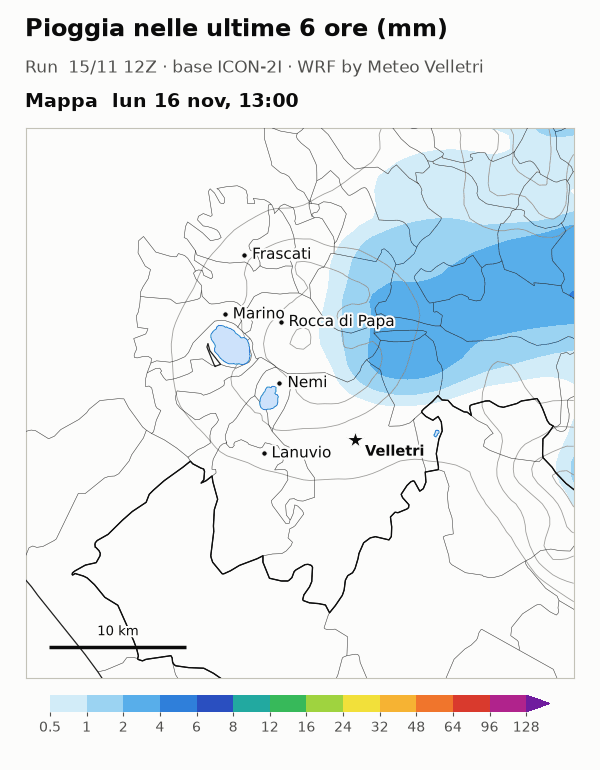 Pioggia nelle ultime 6 ore (mm)
Run  15/11 12Z · base ICON-2I · WRF by Meteo Velletri
Mappa  lun 16 nov, 13:00
Frascati
Marino
Rocca di Papa
Nemi
Velletri
Lanuvio
10 km
0.5 1 2 4 6 8 12 16 24 32 48 64 96 128